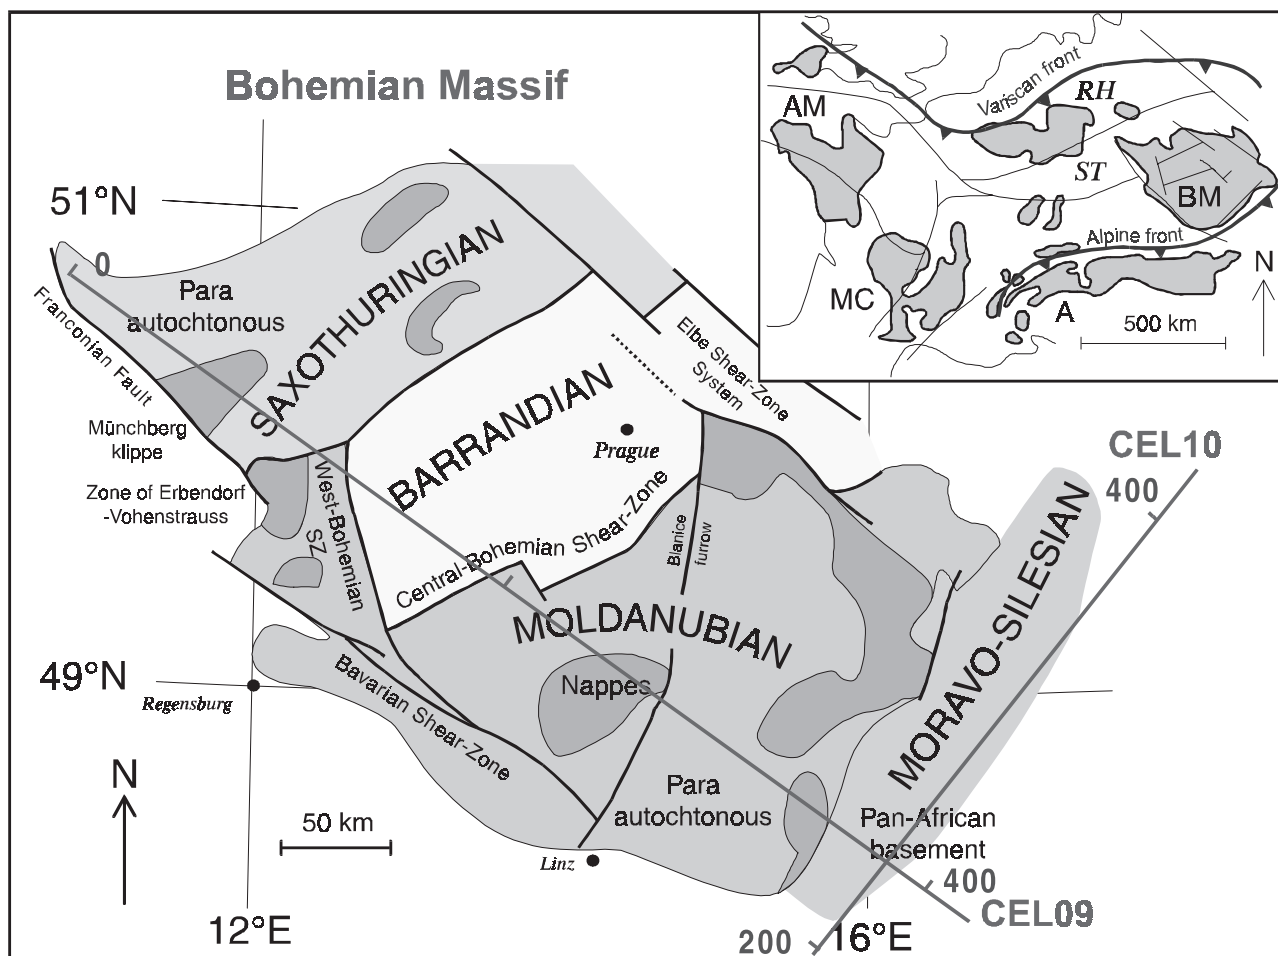 Bohemian Massif
51°N
0
Para
autochtonous
SAXOTHURINGIAN
Franconian Fault
Münchberg
klippe
Zone of Erbendorf
-Vohenstrauss
West-Bohemian
SZ
BARRANDIAN
Prague
Elbe Shear-Zone
System
Central-Bohemian Shear-Zone
Blanice
furrow
MOLDANUBIAN
Nappes
49°N
Regensburg
Bavarian Shear-Zone
N
50 km
Linz
Para
autochtonous
MORAVO-SILESIAN
Pan-African
basement
CEL10
400
400
CEL09
200
12°E
16°E
Variscan front
RH
AM
ST
BM
Alpine front
MC
A
N
500 km